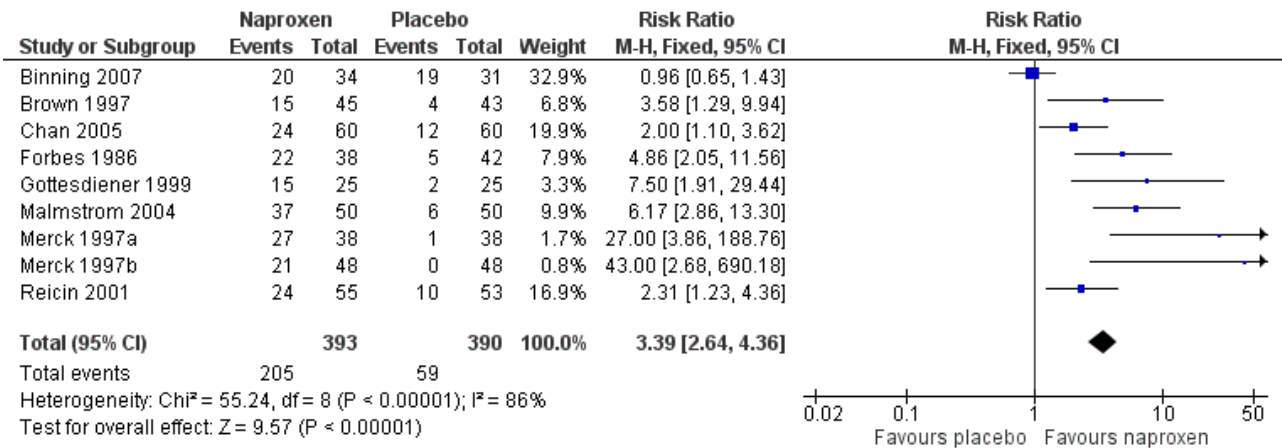 Naproxen Placebo Risk Ratio Risk Ratio
Study or Subgroup Events Total Events Total Weight M-H, Fixed, 95% CI M-H, Fixed, 95% CI
Binning 2007 20 34 19 31 32.9% 0.96 [0.65, 1.43]
Brown 1997 15 45 4 43 6.8% 3.58 [1.29, 9.94]
Chan 2005 24 60 12 60 19.9% 2.00 [1.10, 3.62]
Forbes 1986 22 38 5 42 7.9% 4.86 [2.05, 11.56]
Gottesdiener 1999 15 25 2 25 3.3% 7.50 [1.91, 29.44]
Malmstrom 2004 37 50 6 50 9.9% 6.17 [2.86, 13.30]
Merck 1997a 27 38 1 38 1.7% 27.00 [3.86, 188.76]
Merck 1997b 21 48 0 48 0.8% 43.00 [2.68, 690.18]
Reicin 2001 24 55 10 53 16.9% 2.31 [1.23, 4.36]
Total (95% CI) 393 390 100.0% 3.39 [2.64, 4.36]
Total events 205 59
Heterogeneity: Chi² = 55.24, df = 8 (P < 0.00001); I² = 86%
Test for overall effect: Z = 9.57 (P < 0.00001)
0.02 0.1 1 10 50
Favours placebo Favours naproxen